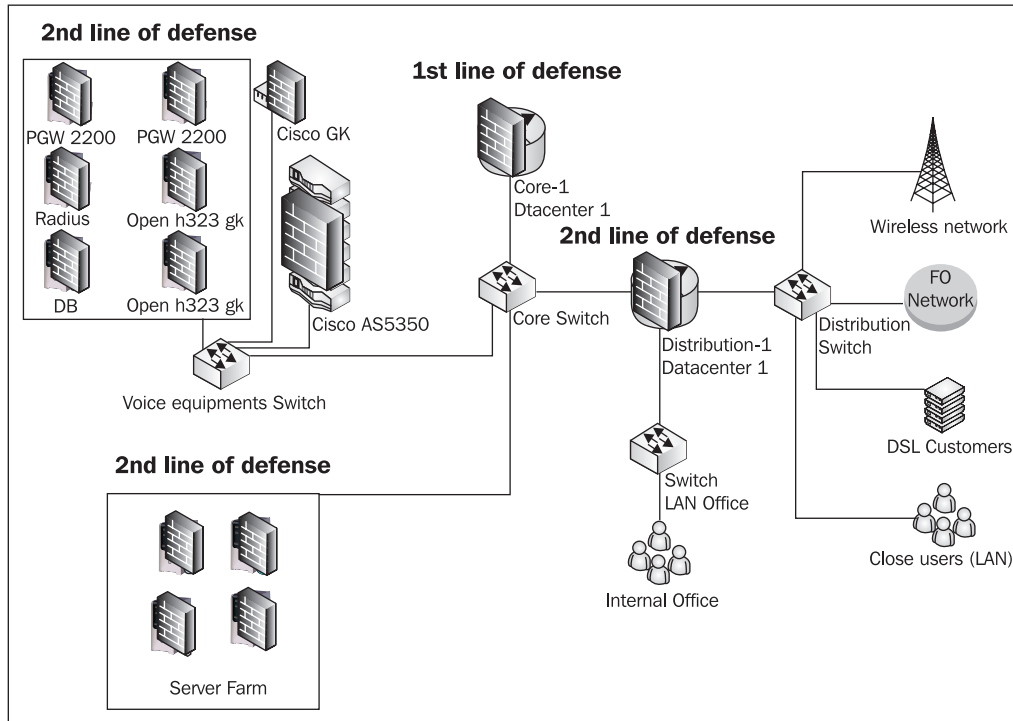 2nd line of defense
PGW 2200
PGW 2200
Cisco GK
Radius
Open h323 gk
DB
Open h323 gk
Cisco AS5350
Voice equipments Switch
1st line of defense
Core-1
Dtacenter 1
Core Switch
2nd line of defense
Distribution-1
Datacenter 1
Switch
LAN Office
Internal Office
Wireless network
FO
Network
Distribution
Switch
DSL Customers
Close users (LAN)
2nd line of defense
Server Farm